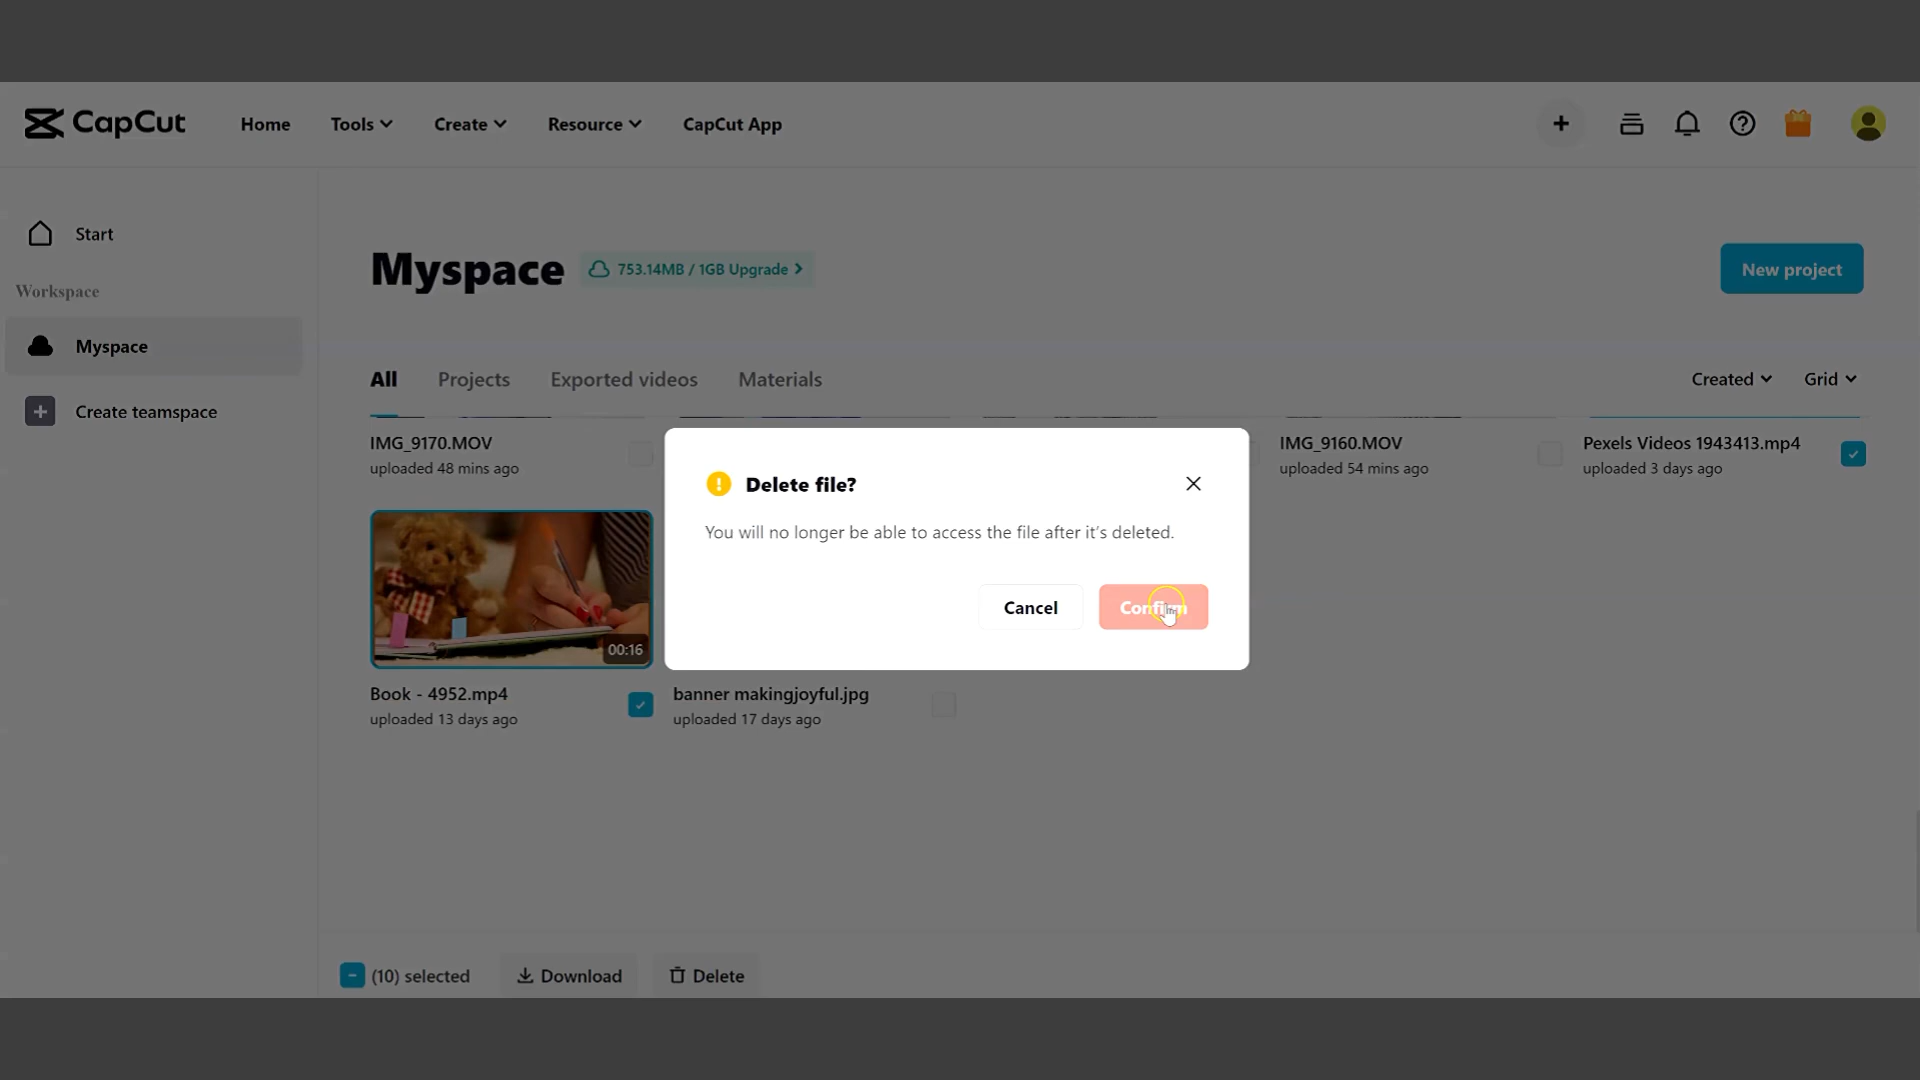 CapCut
Home Tools Create Resource CapCut App
Start
Workspace
Myspace
Create teamspace
Myspace 753.14MB / 1GB Upgrade
New project
All Projects Exported videos Materials
Created Grid
IMG_9170.MOV
uploaded 48 mins ago
IMG_9160.MOV
uploaded 54 mins ago
Pexels Videos 1943413.mp4
uploaded 3 days ago
Delete file?
You will no longer be able to access the file after it's deleted.
Cancel Confirm
00:16
Book - 4952.mp4
uploaded 13 days ago
banner makingjoyful.jpg
uploaded 17 days ago
(10) selected Download Delete